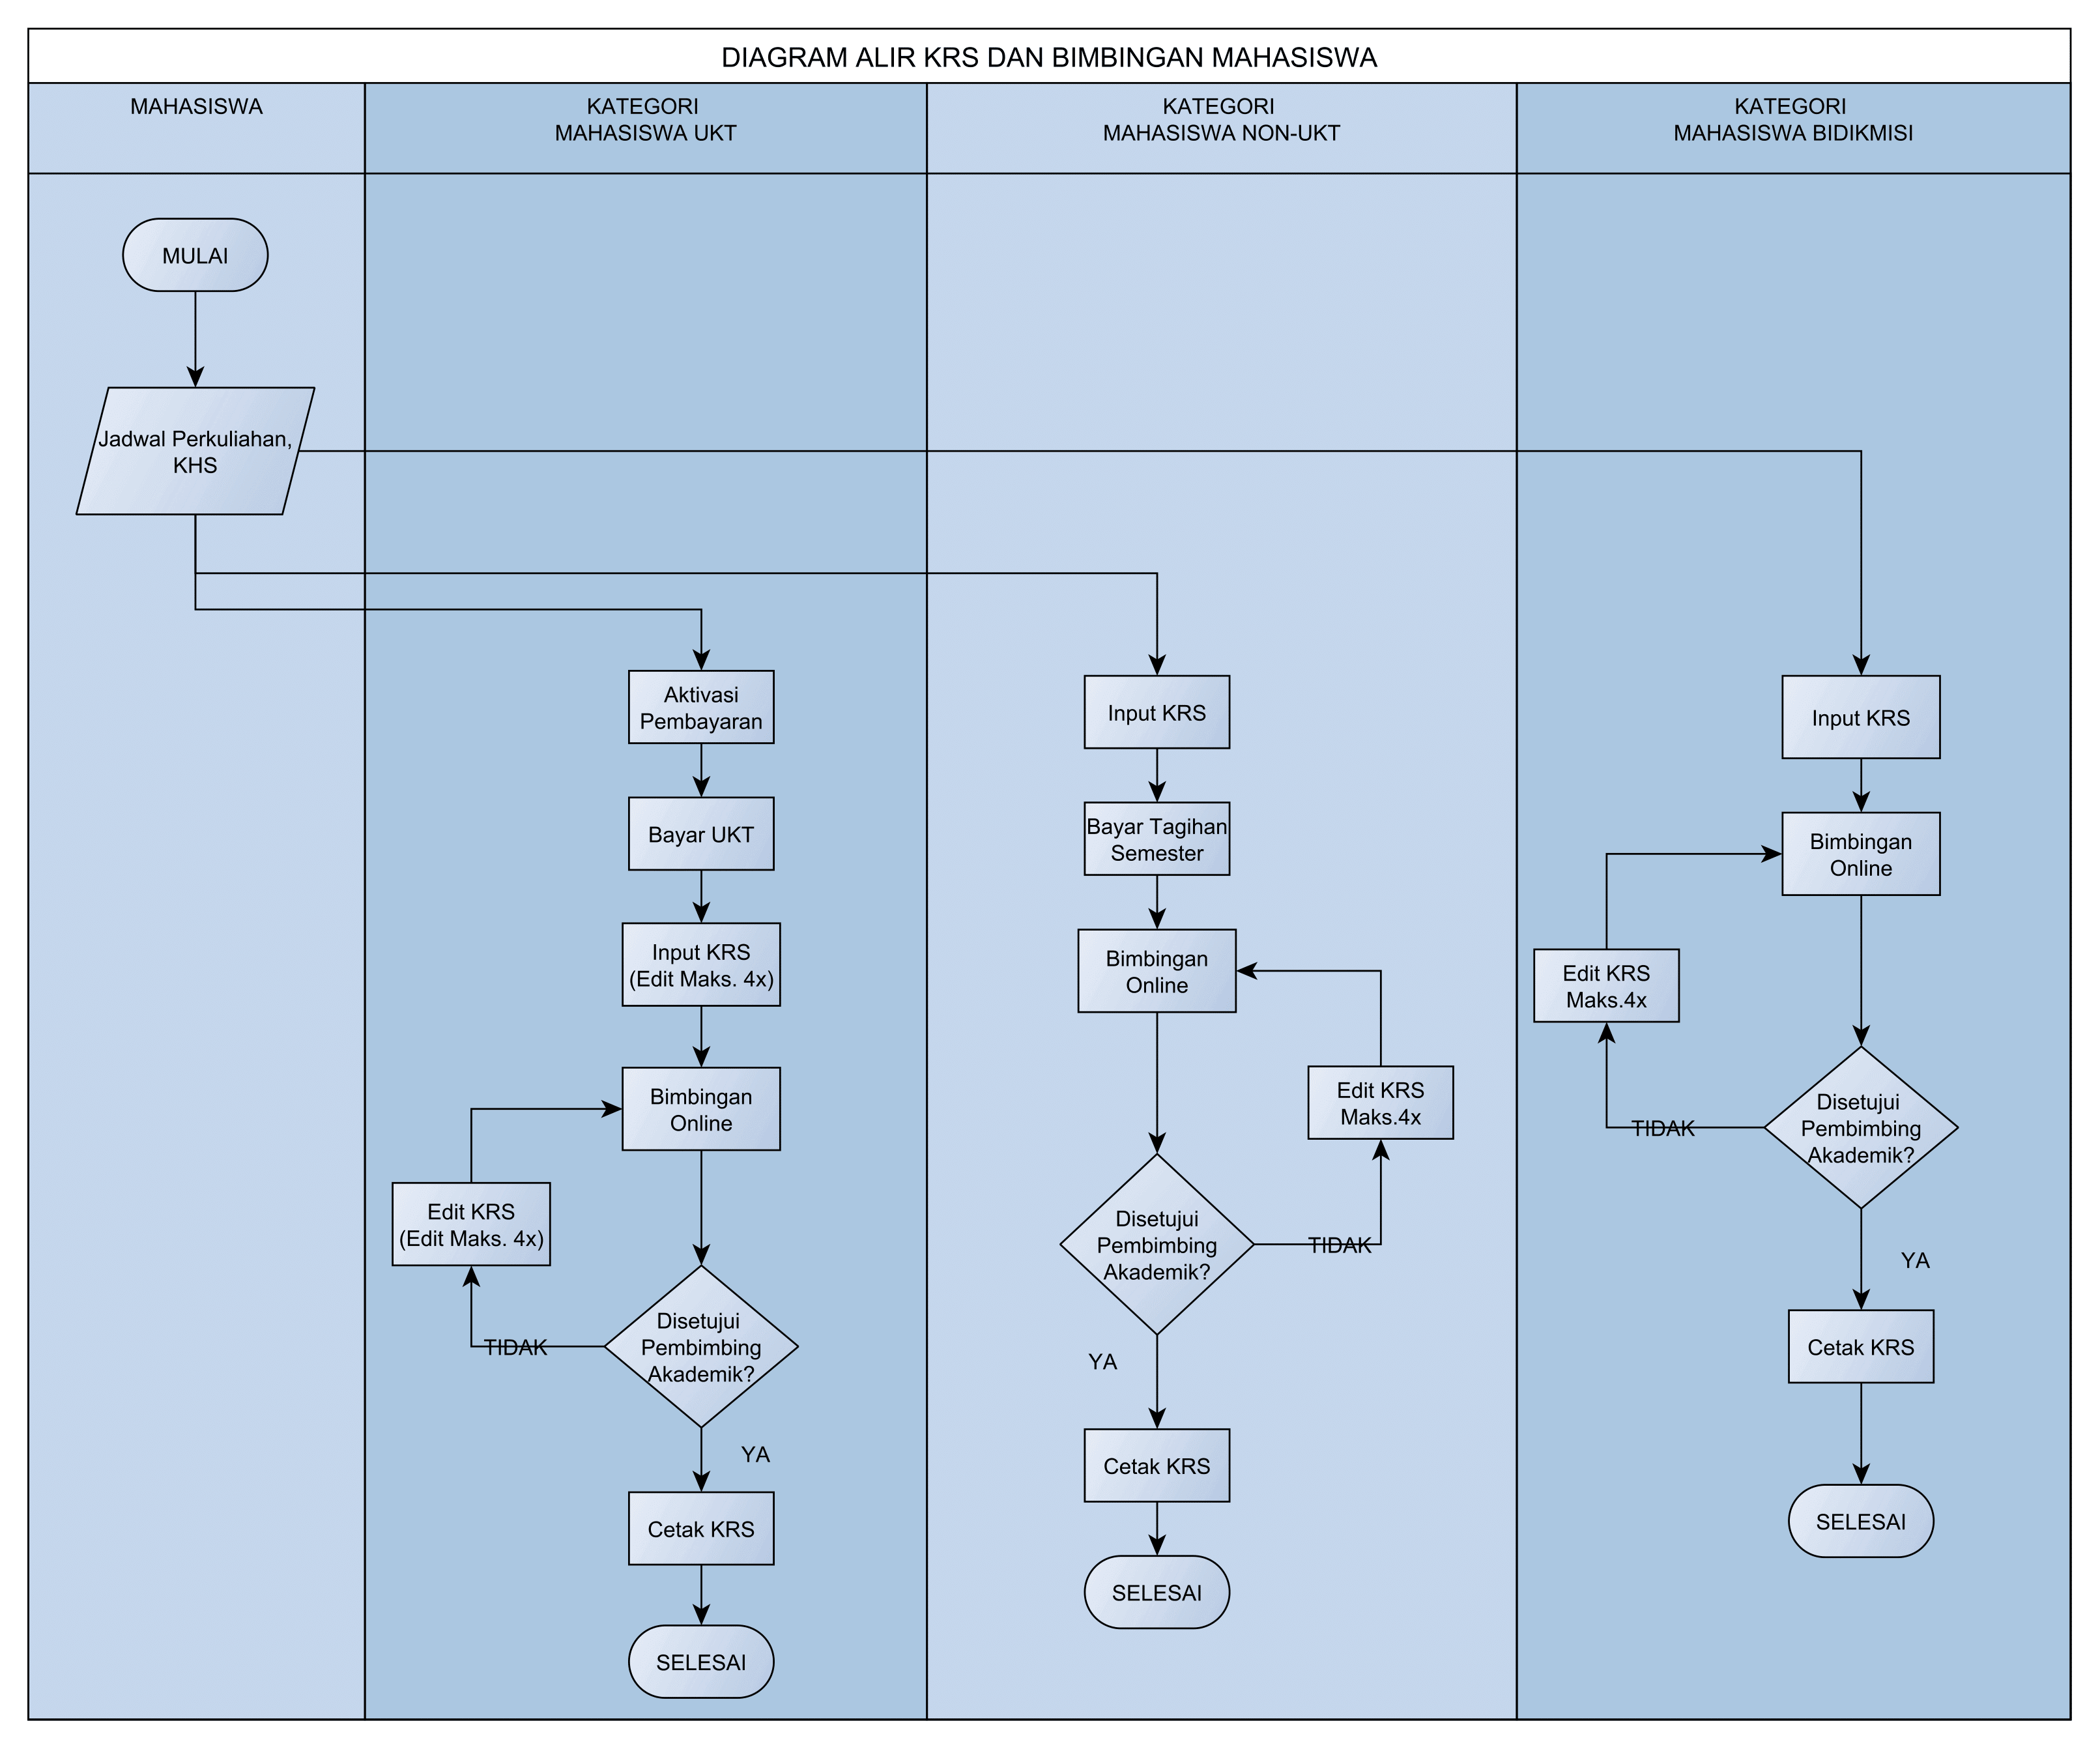 DIAGRAM ALIR KRS DAN BIMBINGAN MAHASISWA
MAHASISWA
KATEGORI
MAHASISWA UKT
KATEGORI
MAHASISWA NON-UKT
KATEGORI
MAHASISWA BIDIKMISI
MULAI
Jadwal Perkuliahan,
KHS
Aktivasi
Pembayaran
Bayar UKT
Input KRS
(Edit Maks. 4x)
Bimbingan
Online
Edit KRS
(Edit Maks. 4x)
Disetujui
Pembimbing
Akademik?
TIDAK
YA
Cetak KRS
SELESAI
Input KRS
Bayar Tagihan
Semester
Bimbingan
Online
Edit KRS
Maks.4x
Disetujui
Pembimbing
Akademik?
TIDAK
YA
Cetak KRS
SELESAI
Input KRS
Bimbingan
Online
Edit KRS
Maks.4x
Disetujui
Pembimbing
Akademik?
TIDAK
YA
Cetak KRS
SELESAI